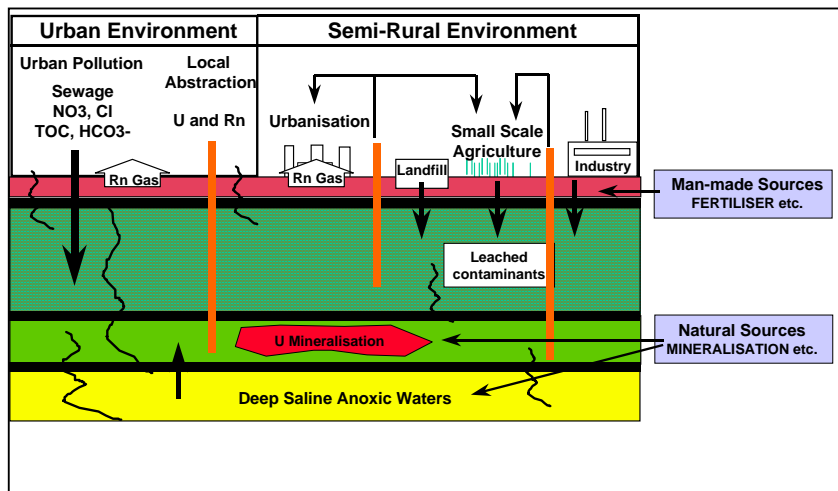 Urban Environment
Semi-Rural Environment
Urban Pollution
Sewage
NO3, Cl
TOC, HCO3-
Local
Abstraction
U and Rn
Urbanisation
Small Scale
Agriculture
Rn Gas
Rn Gas
Landfill
Industry
Man-made Sources
FERTILISER etc.
Leached
contaminants
U Mineralisation
Natural Sources
MINERALISATION etc.
Deep Saline Anoxic Waters